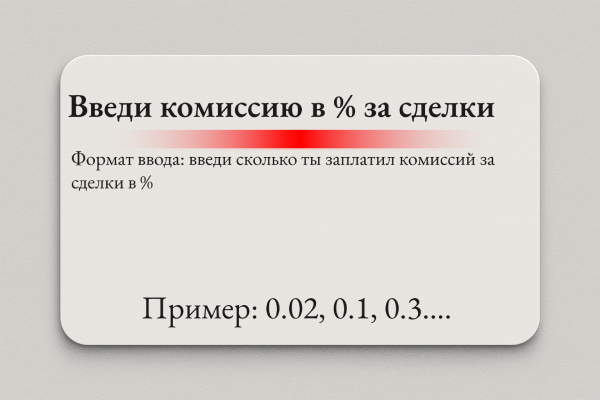 Введи комиссию в % за сделки
Формат ввода: введи сколько ты заплатил комиссий за
сделки в %
Пример: 0.02, 0.1, 0.3....